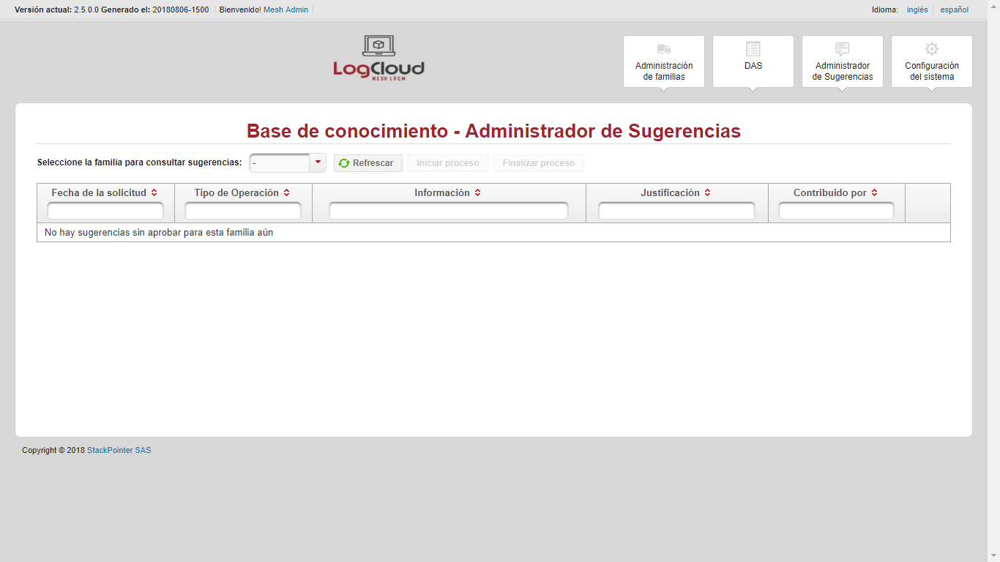 Versión actual: 2.5.0.0 Generado el: 20180806-1500 Bienvenido! Mesh Admin
Idioma: inglés español
LogCloud
MESH LRCM
Administración
de familias
DAS
Administrador
de Sugerencias
Configuración
del sistema
Base de conocimiento - Administrador de Sugerencias
Seleccione la familia para consultar sugerencias: - Refrescar Iniciar proceso Finalizar proceso
Fecha de la solicitud Tipo de Operación Información Justificación Contribuido por
No hay sugerencias sin aprobar para esta familia aún
Copyright © 2018 StackPointer SAS